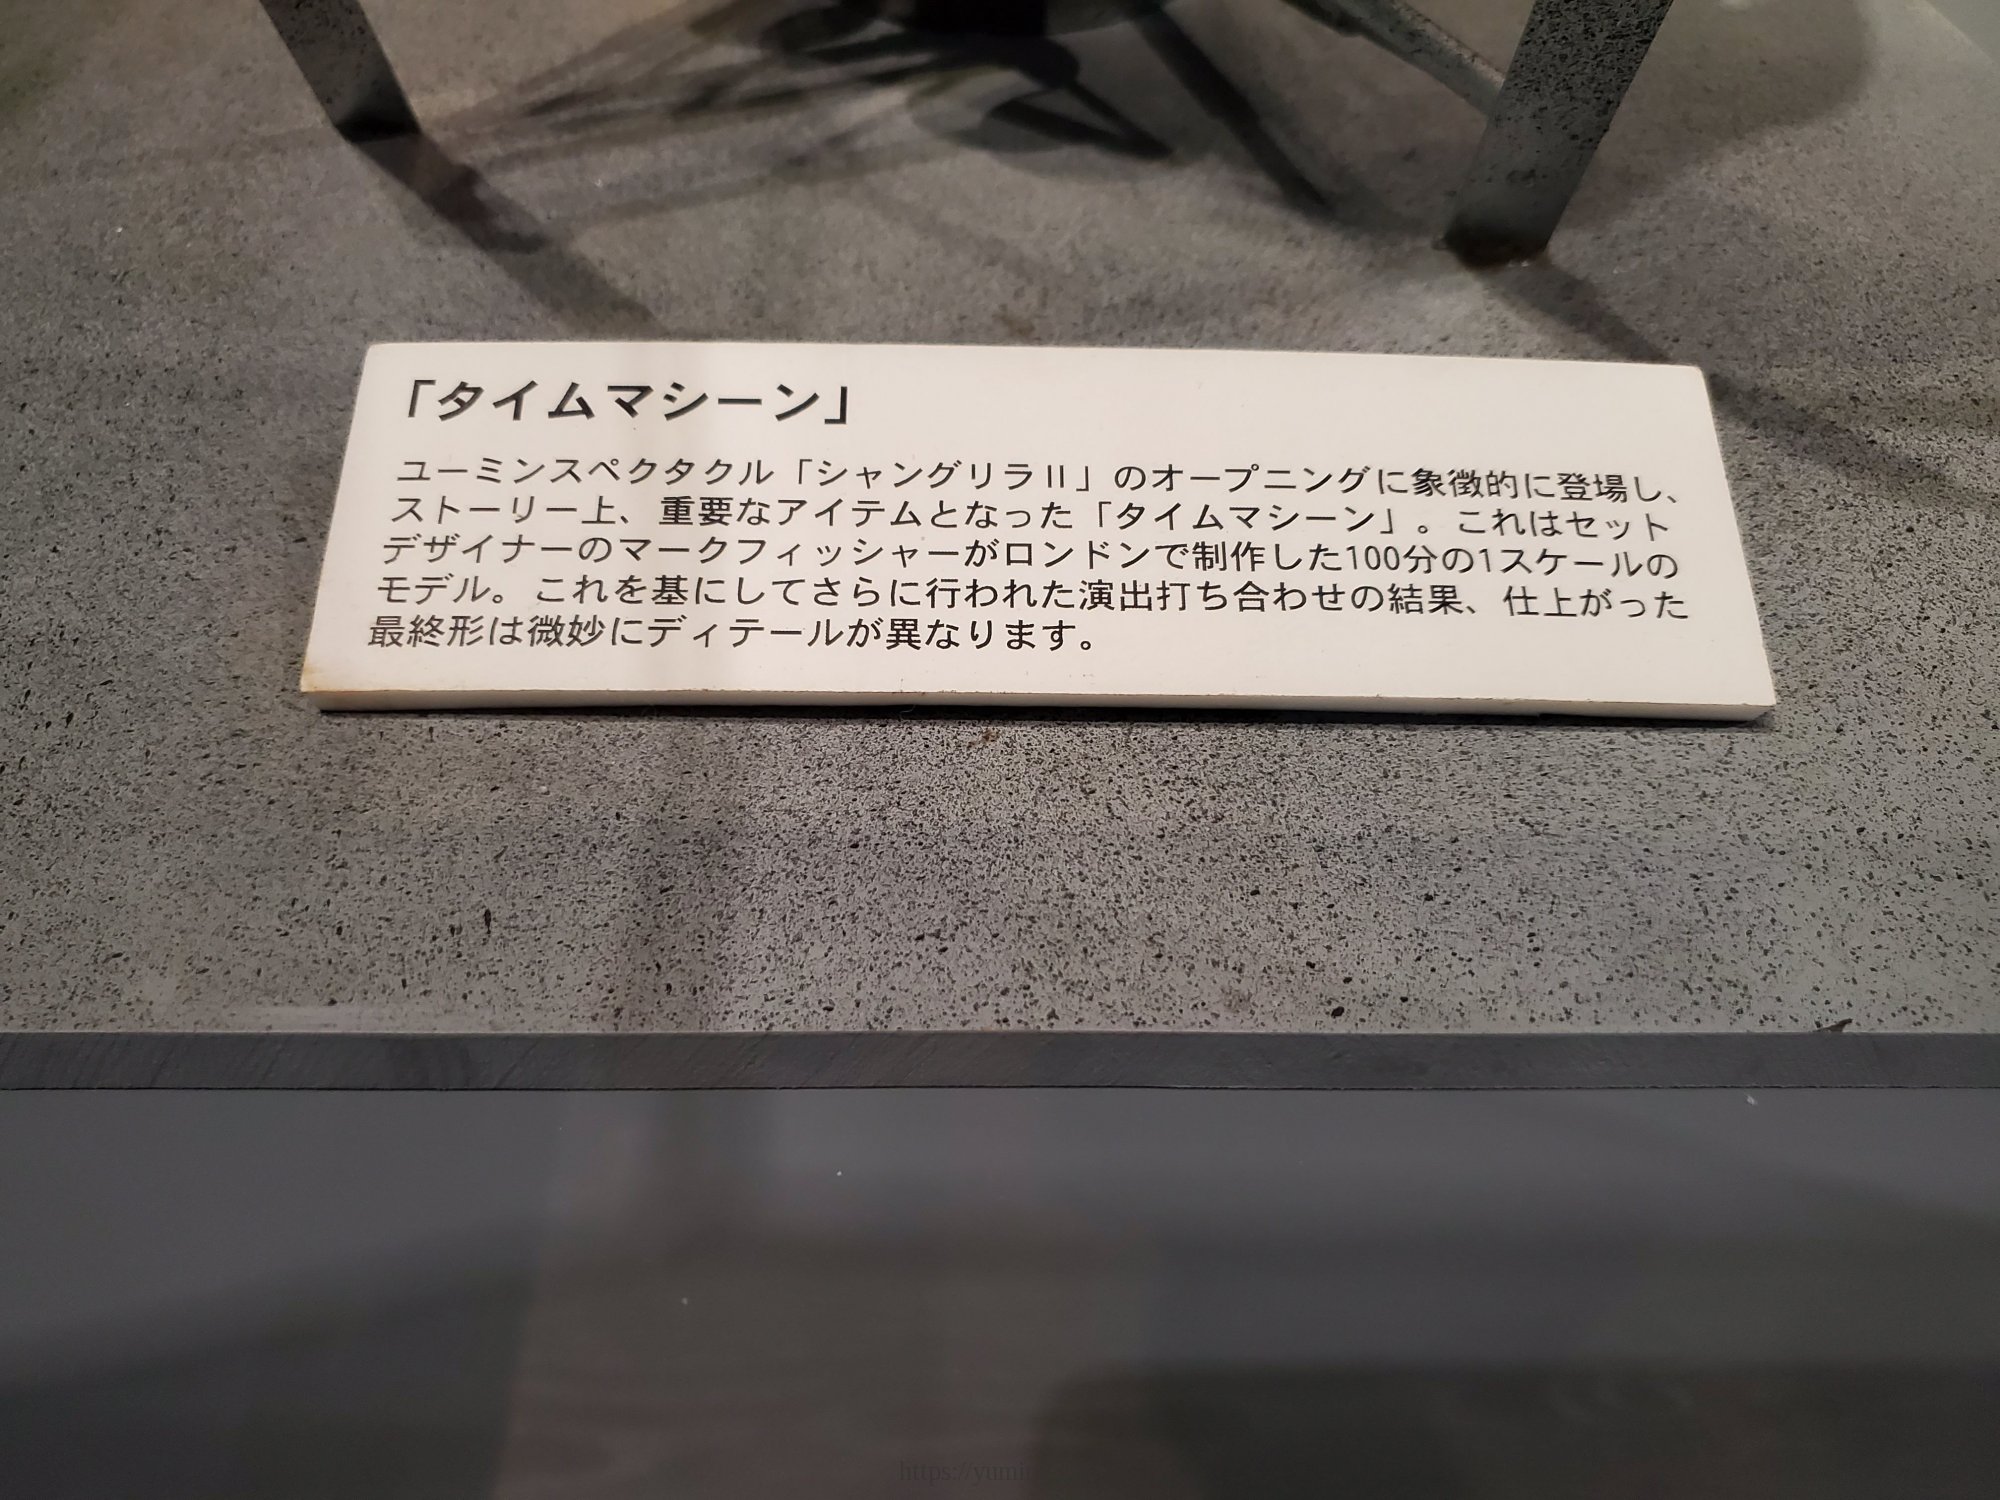 「タイムマシーン」
ユーミンスペクタクル「シャングリラⅡ」のオープニングに象徴的に登場し、
ストーリー上、重要なアイテムとなった「タイムマシーン」。これはセット
デザイナーのマークフィッシャーがロンドンで制作した100分の1スケールの
モデル。これを基にしてさらに行われた演出打ち合わせの結果、仕上がった
最終形は微妙にディテールが異なります。